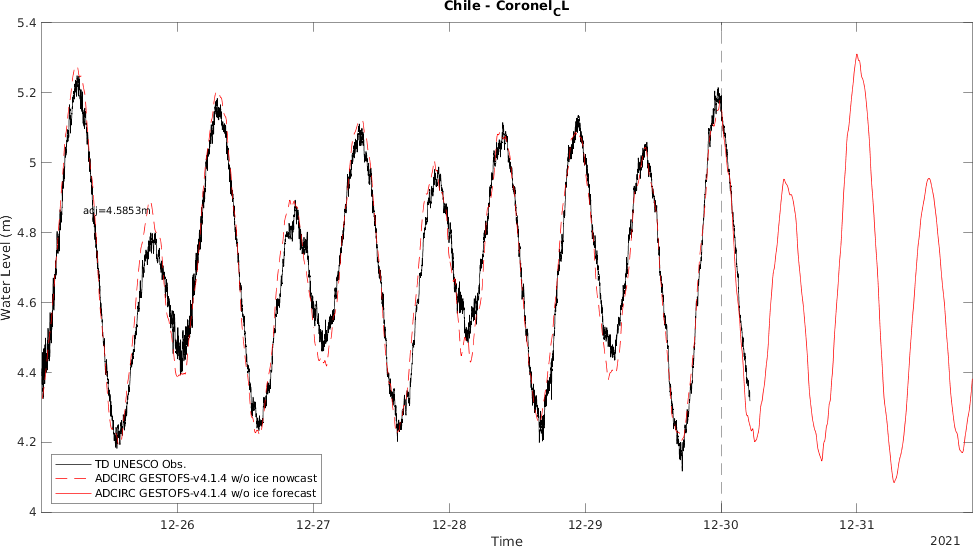 Chile - Coronel_CL
5.4
5.2
5
4.8
4.6
4.4
4.2
4
Water Level (m)
adj=4.5853m
TD UNESCO Obs.
ADCIRC GESTOFS-v4.1.4 w/o ice nowcast
ADCIRC GESTOFS-v4.1.4 w/o ice forecast
12-26
12-27
12-28
12-29
12-30
12-31
Time
2021